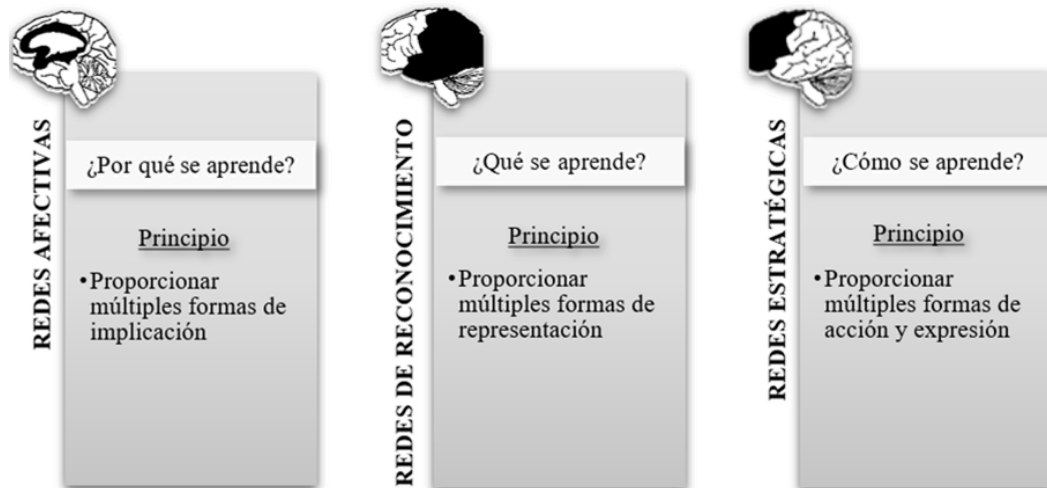 REDES AFECTIVAS
¿Por qué se aprende?
Principio
•Proporcionar
múltiples formas de
implicación
REDES DE RECONOCIMIENTO
¿Qué se aprende?
Principio
•Proporcionar
múltiples formas de
representación
REDES ESTRATÉGICAS
¿Cómo se aprende?
Principio
•Proporcionar
múltiples formas de
acción y expresión